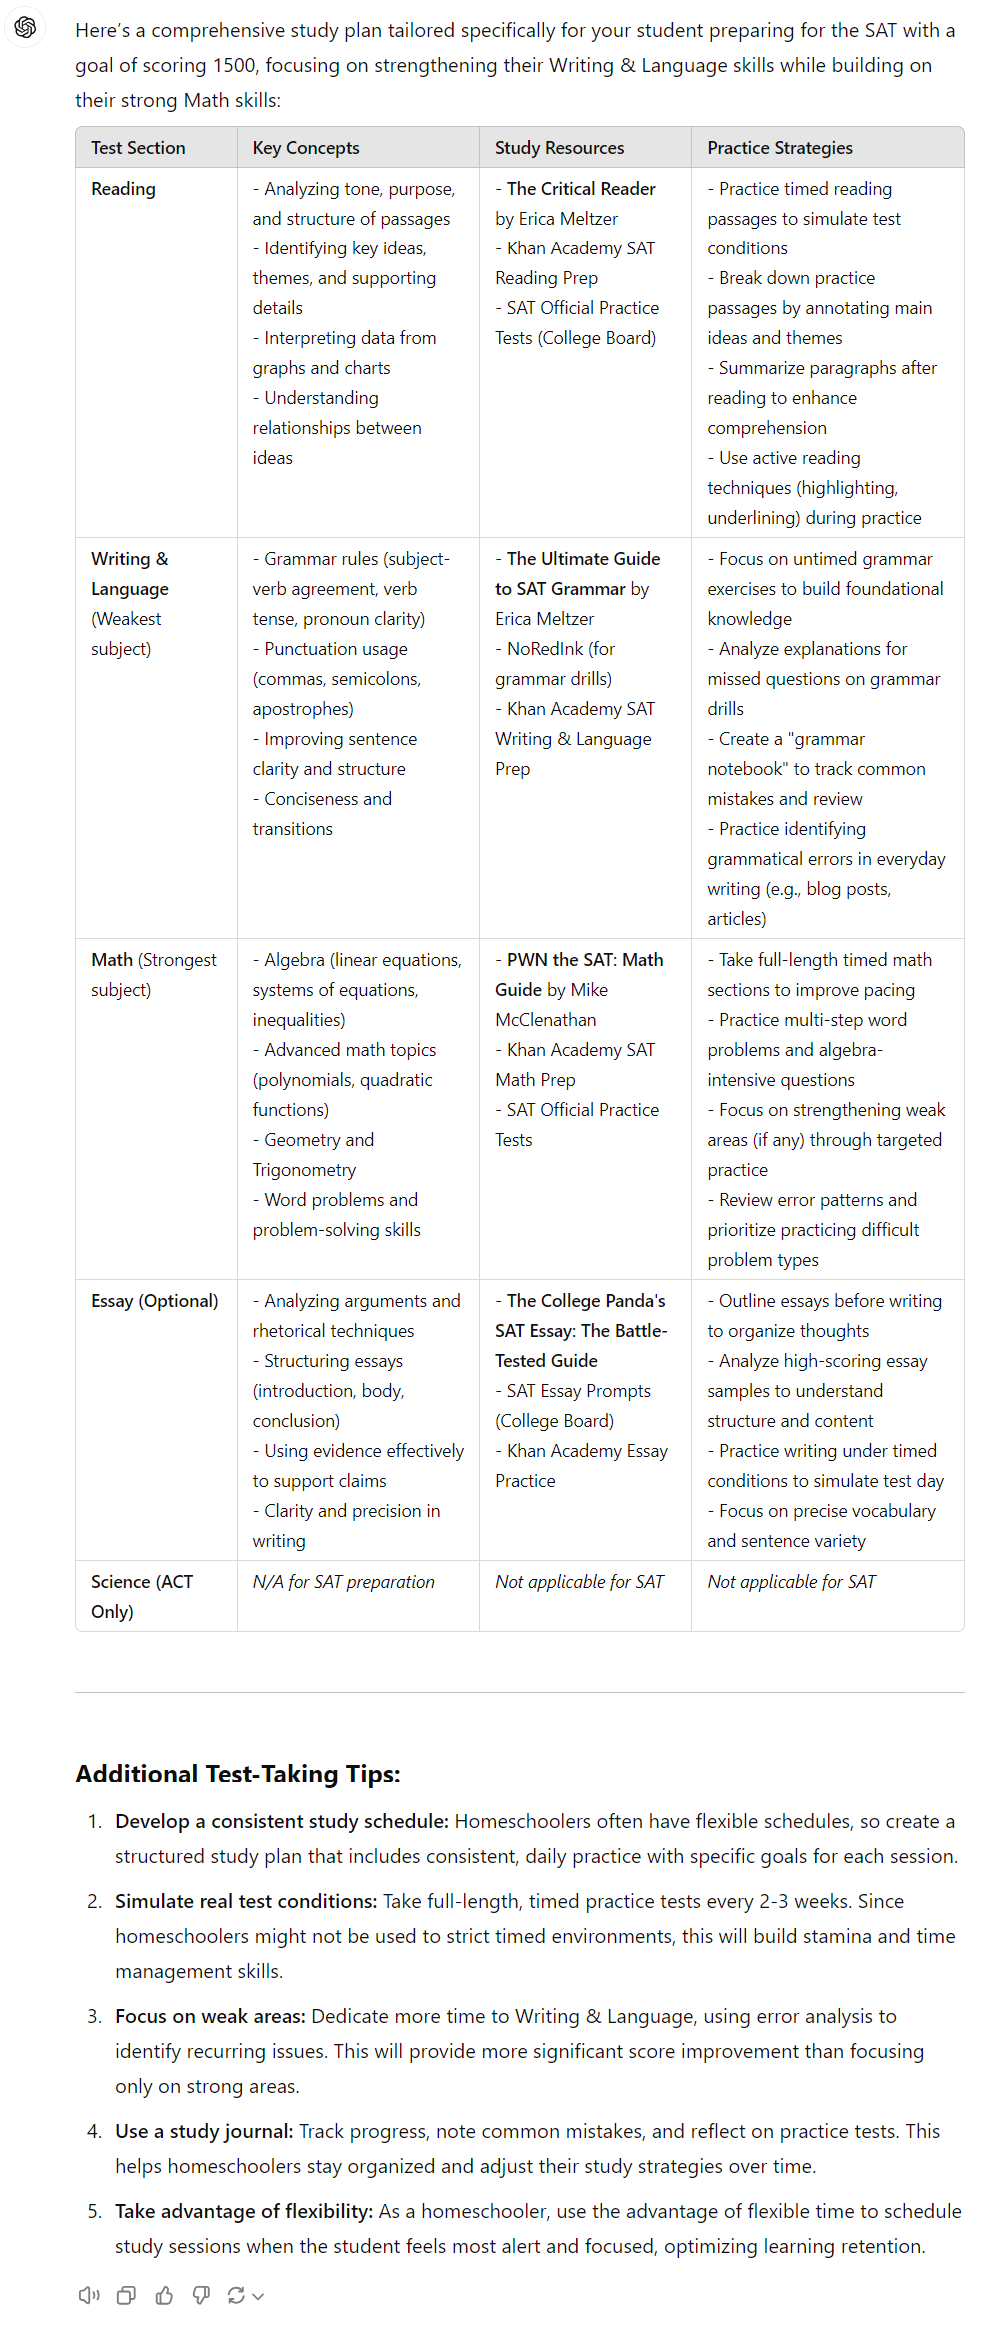 Here's a comprehensive study plan tailored specifically for your student preparing for the SAT with a
goal of scoring 1500, focusing on strengthening their Writing & Language skills while building on
their strong Math skills:
Test Section
Key Concepts
Study Resources
Practice Strategies
Reading
- Analyzing tone, purpose,
and structure of passages
- Identifying key ideas,
themes, and supporting
details
- Interpreting data from
graphs and charts
- Understanding
relationships between
ideas
- The Critical Reader
by Erica Meltzer
- Khan Academy SAT
Reading Prep
- SAT Official Practice
Tests (College Board)
- Practice timed reading
passages to simulate test
conditions
- Break down practice
passages by annotating main
ideas and themes
- Summarize paragraphs after
reading to enhance
comprehension
- Use active reading
techniques (highlighting,
underlining) during practice
Writing &
Language
(Weakest
subject)
- Grammar rules (subject-
verb agreement, verb
tense, pronoun clarity)
- Punctuation usage
(commas, semicolons,
apostrophes)
- Improving sentence
clarity and structure
- Conciseness and
transitions
- The Ultimate Guide
to SAT Grammar by
Erica Meltzer
- NoRedInk (for
grammar drills)
- Khan Academy SAT
Writing & Language
Prep
- Focus on untimed grammar
exercises to build foundational
knowledge
- Analyze explanations for
missed questions on grammar
drills
- Create a "grammar
notebook" to track common
mistakes and review
- Practice identifying
grammatical errors in everyday
writing (e.g., blog posts,
articles)
Math (Strongest
subject)
- Algebra (linear equations,
systems of equations,
inequalities)
- Advanced math topics
(polynomials, quadratic
functions)
- Geometry and
Trigonometry
- Word problems and
problem-solving skills
- PWN the SAT: Math
Guide by Mike
McClenathan
- Khan Academy SAT
Math Prep
- SAT Official Practice
Tests
- Take full-length timed math
sections to improve pacing
- Practice multi-step word
problems and algebra-
intensive questions
- Focus on strengthening weak
areas (if any) through targeted
practice
- Review error patterns and
prioritize practicing difficult
problem types
Essay (Optional)
- Analyzing arguments and
rhetorical techniques
- Structuring essays
(introduction, body,
conclusion)
- Using evidence effectively
to support claims
- Clarity and precision in
writing
- The College Panda's
SAT Essay: The Battle-
Tested Guide
- SAT Essay Prompts
(College Board)
- Khan Academy Essay
Practice
- Outline essays before writing
to organize thoughts
- Analyze high-scoring essay
samples to understand
structure and content
- Practice writing under timed
conditions to simulate test day
- Focus on precise vocabulary
and sentence variety
Science (ACT
Only)
N/A for SAT preparation
Not applicable for SAT
Not applicable for SAT
Additional Test-Taking Tips:
1. Develop a consistent study schedule: Homeschoolers often have flexible schedules, so create a
structured study plan that includes consistent, daily practice with specific goals for each session.
2. Simulate real test conditions: Take full-length, timed practice tests every 2-3 weeks. Since
homeschoolers might not be used to strict timed environments, this will build stamina and time
management skills.
3. Focus on weak areas: Dedicate more time to Writing & Language, using error analysis to
identify recurring issues. This will provide more significant score improvement than focusing
only on strong areas.
4. Use a study journal: Track progress, note common mistakes, and reflect on practice tests. This
helps homeschoolers stay organized and adjust their study strategies over time.
5. Take advantage of flexibility: As a homeschooler, use the advantage of flexible time to schedule
study sessions when the student feels most alert and focused, optimizing learning retention.